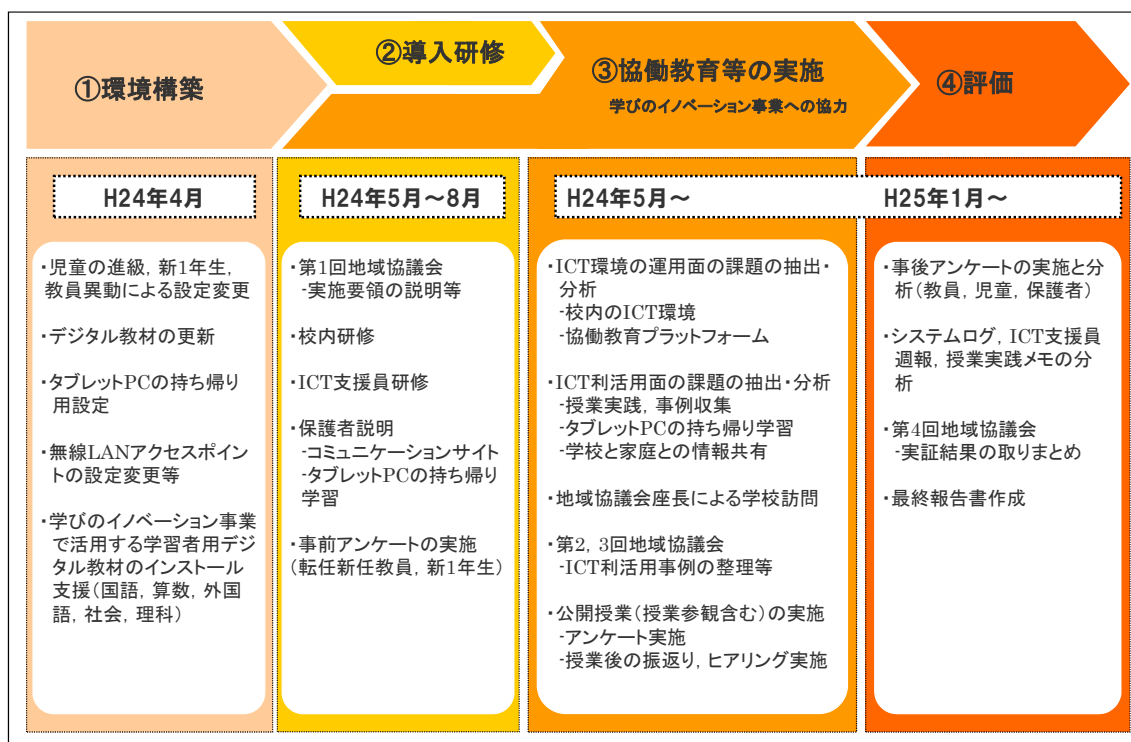 ①環境構築
②導入研修
③協働教育等の実施
学びのイノベーション事業への協力
④評価
H24年4月
・児童の進級, 新1年生,
教員異動による設定変更
・デジタル教材の更新
・タブレットPCの持ち帰り
用設定
・無線LANアクセスポイン
トの設定変更等
・学びのイノベーション事業
で活用する学習者用デジ
タル教材のインストール
支援(国語, 算数, 外国
語, 社会, 理科)
H24年5月～8月
・第1回地域協議会
-実施要領の説明等
・校内研修
・ICT支援員研修
・保護者説明
-コミュニケーションサイト
-タブレットPCの持ち帰り
学習
・事前アンケートの実施
(転任新任教員, 新1年生)
H24年5月～
・ICT環境の運用面の課題の抽出・
分析
-校内のICT環境
-協働教育プラットフォーム
・ICT利活用面の課題の抽出・分析
-授業実践, 事例収集
-タブレットPCの持ち帰り学習
-学校と家庭との情報共有
・地域協議会座長による学校訪問
・第2, 3回地域協議会
-ICT利活用事例の整理等
・公開授業(授業参観含む)の実施
-アンケート実施
-授業後の振返り, ヒアリング実施
H25年1月～
・事後アンケートの実施と分
析(教員, 児童, 保護者)
・システムログ, ICT支援員
週報, 授業実践メモの分
析
・第4回地域協議会
-実証結果の取りまとめ
・最終報告書作成